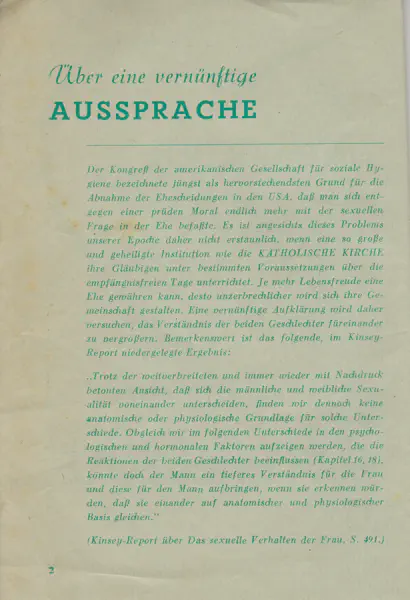 Über eine vernünftige
AUSSPRACHE
Der Kongreß der amerikanischen Gesellschaft für soziale Hy-
giene bezeichnete jüngst als hervorstechendsten Grund für die
Abnahme der Ehescheidungen in den USA, daß man sich ent-
gegen einer prüden Moral endlich mehr mit der sexuellen
Frage in der Ehe befaßte. Es ist angesichts dieses Problems
unserer Epoche daher nicht erstaunlich, wenn eine so große
und geheiligte Institution wie die KATHOLISCHE KIRCHE
ihre Gläubigen unter bestimmten Voraussetzungen über die
empfängnisfreien Tage unterrichtet. Je mehr Lebensfreude eine
Ehe gewähren kann, desto unterbrechlicher wird sich ihre Ge-
meinschaft gestalten. Eine vernünftige Aufklärung wird daher
versuchen, das Verständnis der beiden Geschlechter füreinander
zu vergrößern. Bemerkenswert ist das folgende, im Kinsey-
Report niedergelegte Ergebnis:
„Trotz der weitverbreiteten und immer wieder mit Nachdruck
betonten Ansicht, daß sich die männliche und weibliche Sexu-
alität voneinander unterscheiden, finden wir dennoch keine
anatomische oder physiologische Grundlage für solche Unter-
schiede. Obgleich wir im folgenden Unterschiede in den psycho-
logischen und hormonalen Faktoren aufzeigen werden, die die
Reaktionen der beiden Geschlechter beeinflussen (Kapitel 16, 18),
könnte doch der Mann ein tieferes Verständnis für die Frau
und diese für den Mann aufbringen, wenn sie erkennen wür-
den, daß sie einander auf anatomischer und physiologischer
Basis gleichen."
(Kinsey-Report über Das sexuelle Verhalten der Frau, S. 491.)
2